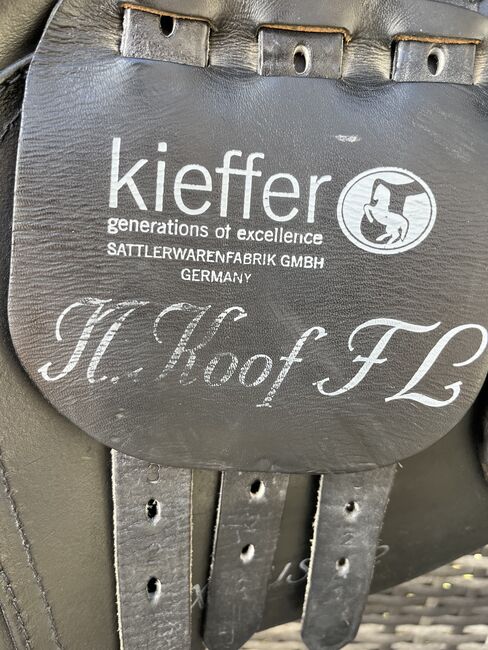 kieffer
generations of excellence
SATTLERWARENFABRIK GMBH
GERMANY
N. Koof FL